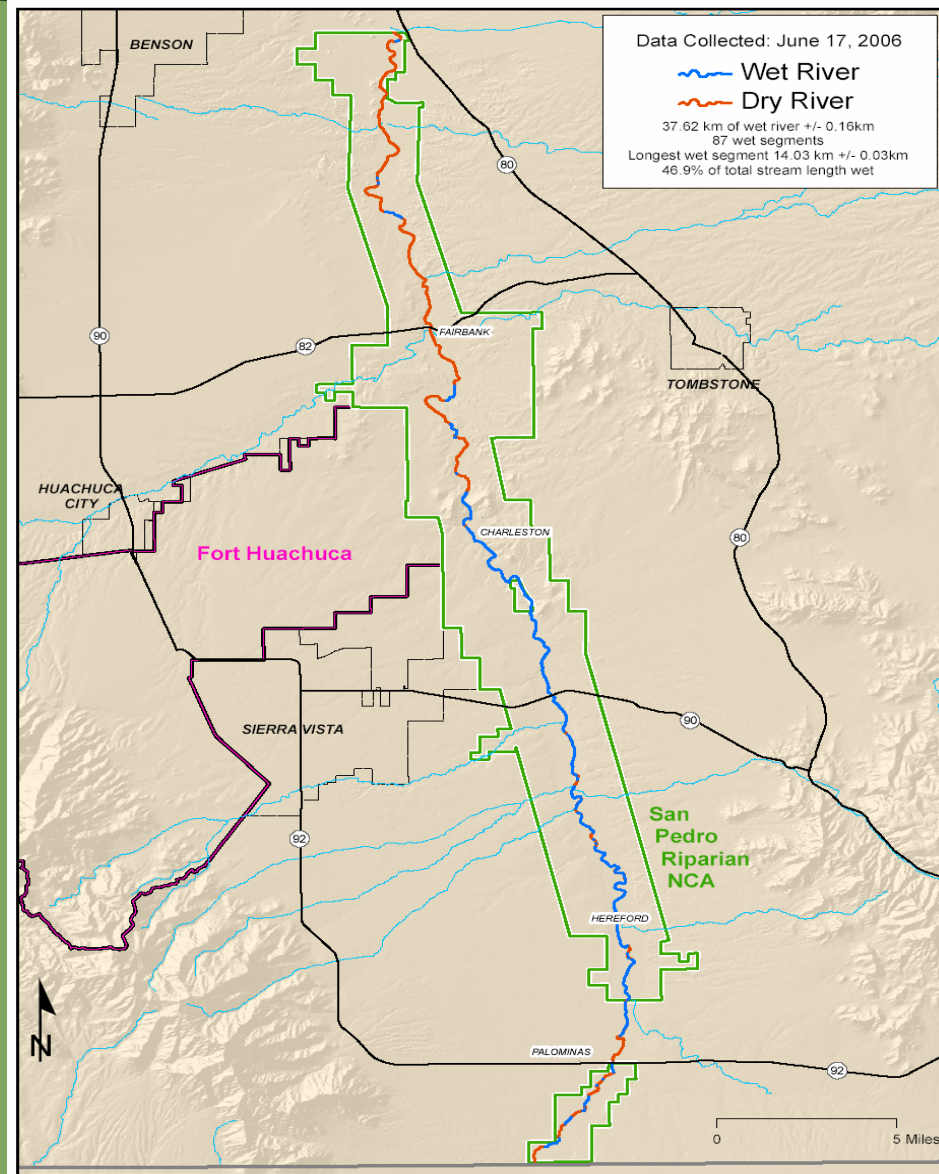 BENSON
Data Collected: June 17, 2006
Wet River
Dry River
37.62 km of wet river +/- 0.16km
87 wet segments
Longest wet segment 14.03 km +/- 0.03km
46.9% of total stream length wet
80
90
82
FAIRBANK
TOMBSTONE
HUACHUCA
CITY
CHARLESTON
80
Fort Huachuca
SIERRA VISTA
90
92
San
Pedro
Riparian
NCA
HEREFORD
N
PALOMINAS
92
0
5 Miles